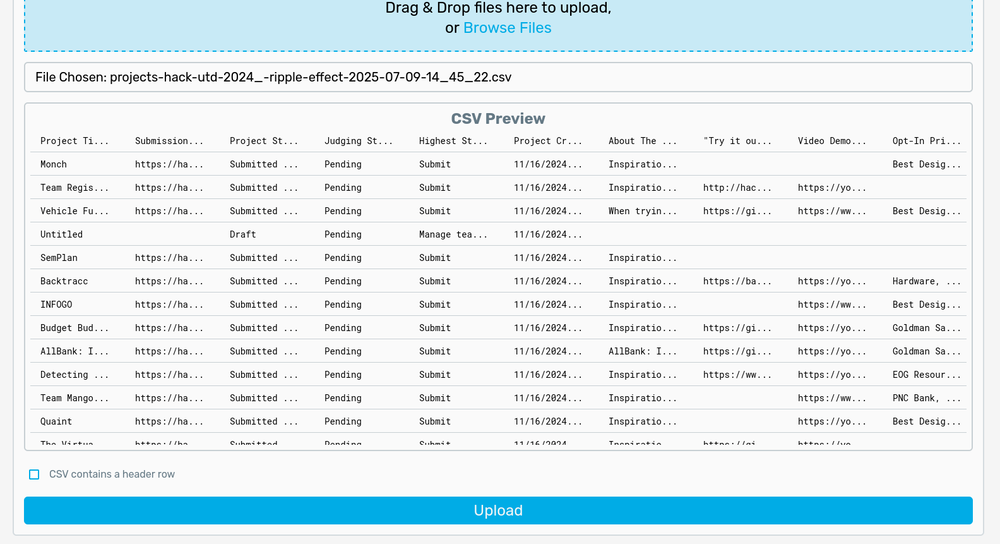 Drag & Drop files here to upload,
or Browse Files
File Chosen: projects-hack-utd-2024_-ripple-effect-2025-07-09-14_45_22.csv
CSV Preview
Project Ti... Submission... Project St... Judging St... Highest St... Project Cr... About The ... "Try it ou... Video Demo... Opt-In Pri...
Monch https://ha... Submitted ... Pending Submit 11/16/2024... Inspiratio... Best Desig...
Team Regis... https://ha... Submitted ... Pending Submit 11/16/2024... Inspiratio... http://hac... https://yo...
Vehicle Fu... https://ha... Submitted ... Pending Submit 11/16/2024... When tryin... https://gi... https://ww... Best Desig...
Untitled Draft Pending Manage tea... 11/16/2024...
SemPlan https://ha... Submitted ... Pending Submit 11/16/2024... Inspiratio...
Backtracc https://ha... Submitted ... Pending Submit 11/16/2024... Inspiratio... https://ba... https://yo... Hardware, ...
INFOGO https://ha... Submitted ... Pending Submit 11/16/2024... Inspiratio... https://ww... Best Desig...
Budget Bud... https://ha... Submitted ... Pending Submit 11/16/2024... Inspiratio... https://gi... https://yo... Goldman Sa...
AllBank: I... https://ha... Submitted ... Pending Submit 11/16/2024... AllBank: I... https://gi... https://yo... Goldman Sa...
Detecting ... https://ha... Submitted ... Pending Submit 11/16/2024... Inspiratio... https://ww... https://yo... EOG Resour...
Team Mango... https://ha... Submitted ... Pending Submit 11/16/2024... Inspiratio... https://ww... PNC Bank, ...
Quaint https://ha... Submitted ... Pending Submit 11/16/2024... Inspiratio... https://yo... Best Desig...
The Virtua... https://ha... Submitted ... Pending Submit 11/16/2024... Inspiratio... https://gi... https://yo...
CSV contains a header row
Upload